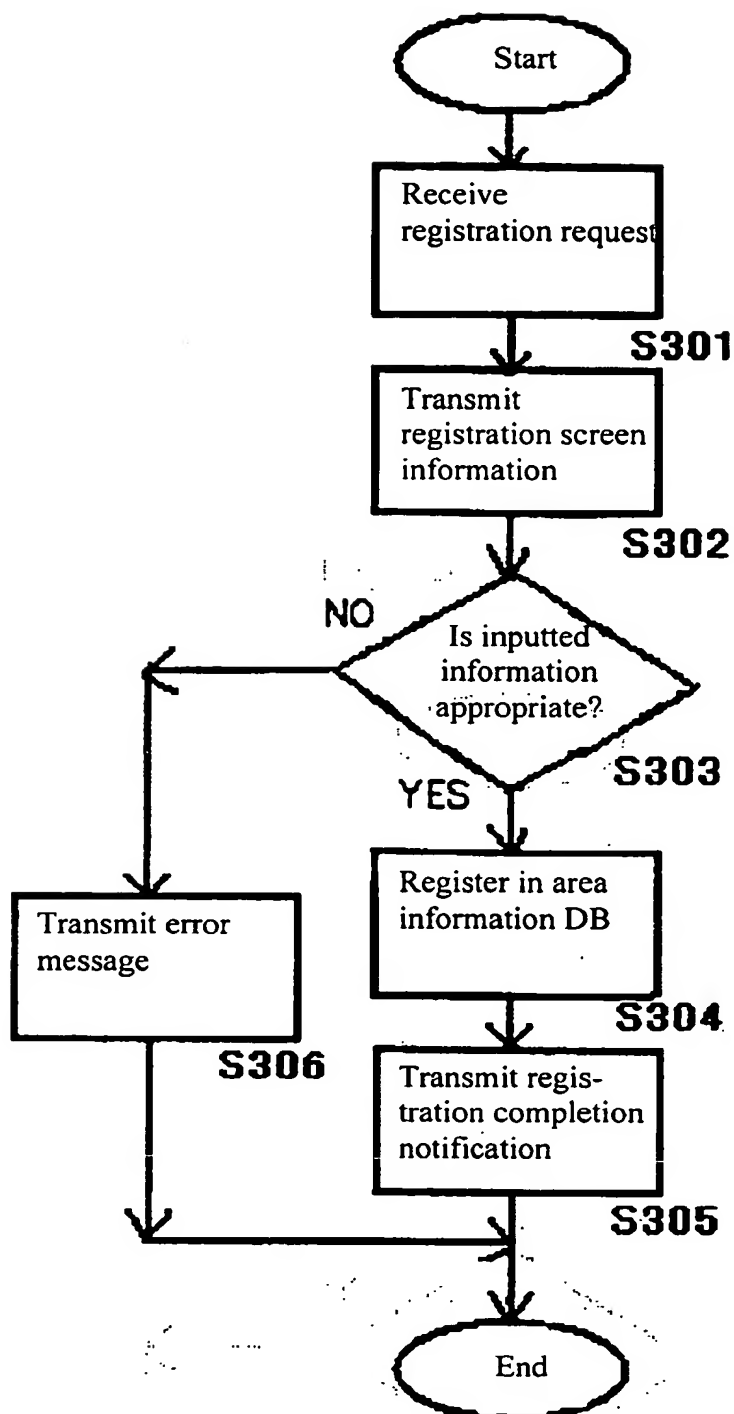 Start
Receive
registration request
S301
Transmit
registration screen
information
S302
NO
Is inputted
information
appropriate?
S303
YES
Register in area
information DB
S304
Transmit error
message
S306
Transmit regis-
tration completion
notification
S305
End